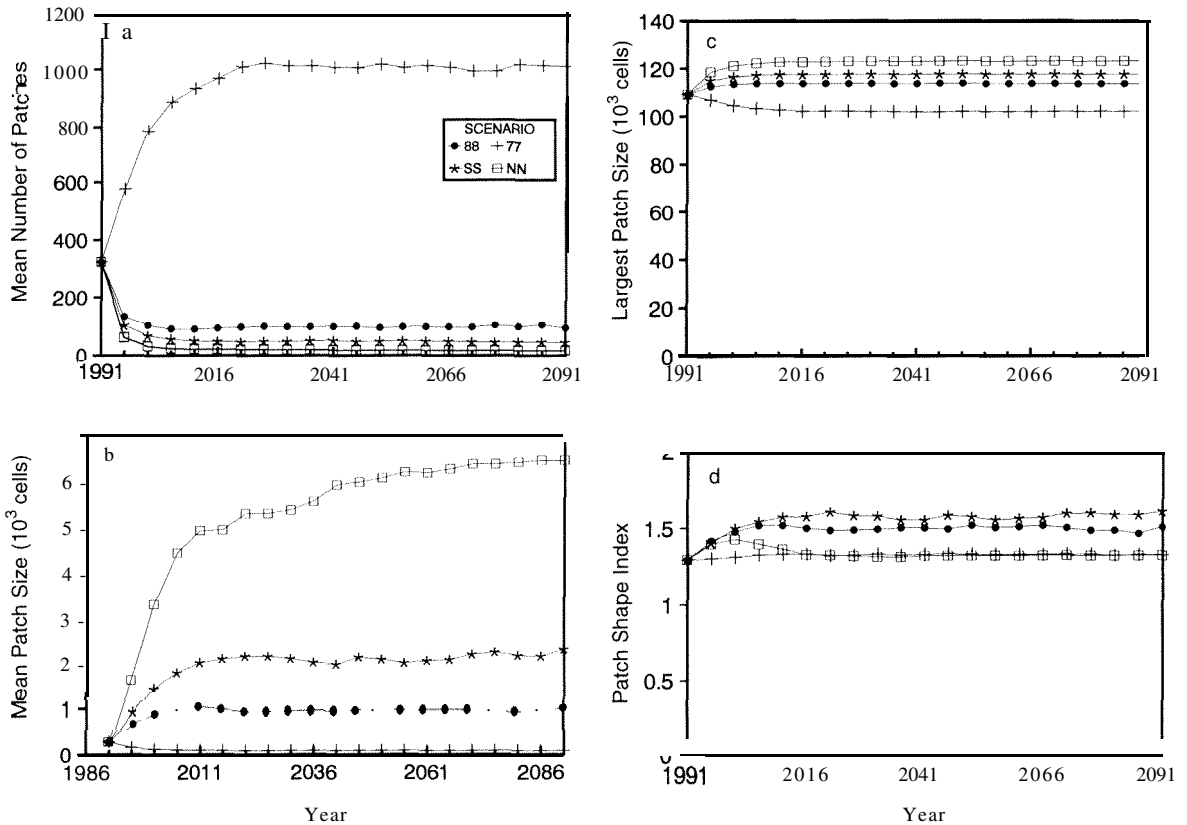 I a
Mean Number of Patches
1200
1000
800
600
400
200
0
1991 2016 2041 2066 2091
SCENARIO
88 77
SS NN
c
Largest Patch Size (10³ cells)
140
120
100
80
60
40
20
0
1991 2016 2041 2066 2091
b
Mean Patch Size (10³ cells)
6
5
4
3
2
1
0
1986 2011 2036 2061 2086
Year
d
Patch Shape Index
2
1.5
1
0.5
0
1991 2016 2041 2066 2091
Year